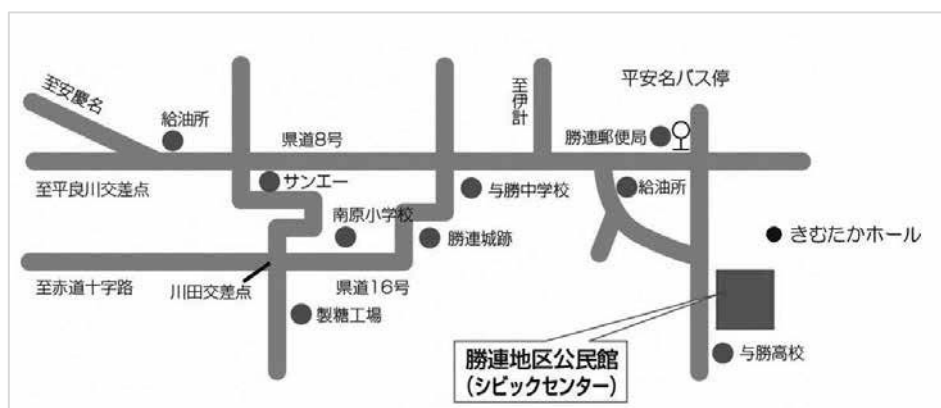 至安慶名
給油所
県道8号
至伊計
平安名バス停
勝連郵便局
至平良川交差点
サンエー
与勝中学校
給油所
南原小学校
勝連城跡
きむたかホール
至赤道十字路
川田交差点
県道16号
製糖工場
勝連地区公民館
（シビックセンター）
与勝高校